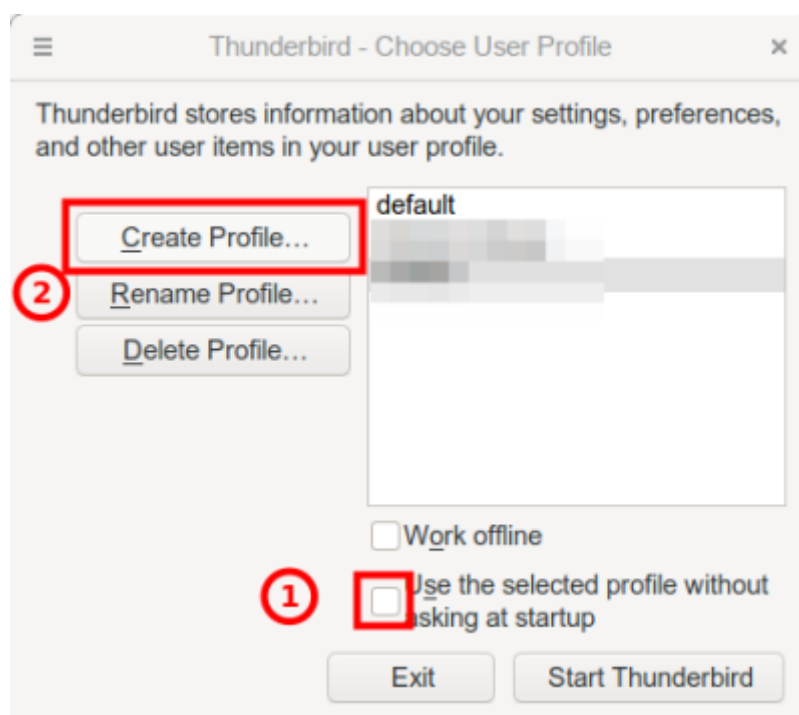 Thunderbird - Choose User Profile
Thunderbird stores information about your settings, preferences,
and other user items in your user profile.
default
Create Profile...
2
Rename Profile...
Delete Profile...
Work offline
1
Use the selected profile without
asking at startup
Exit
Start Thunderbird